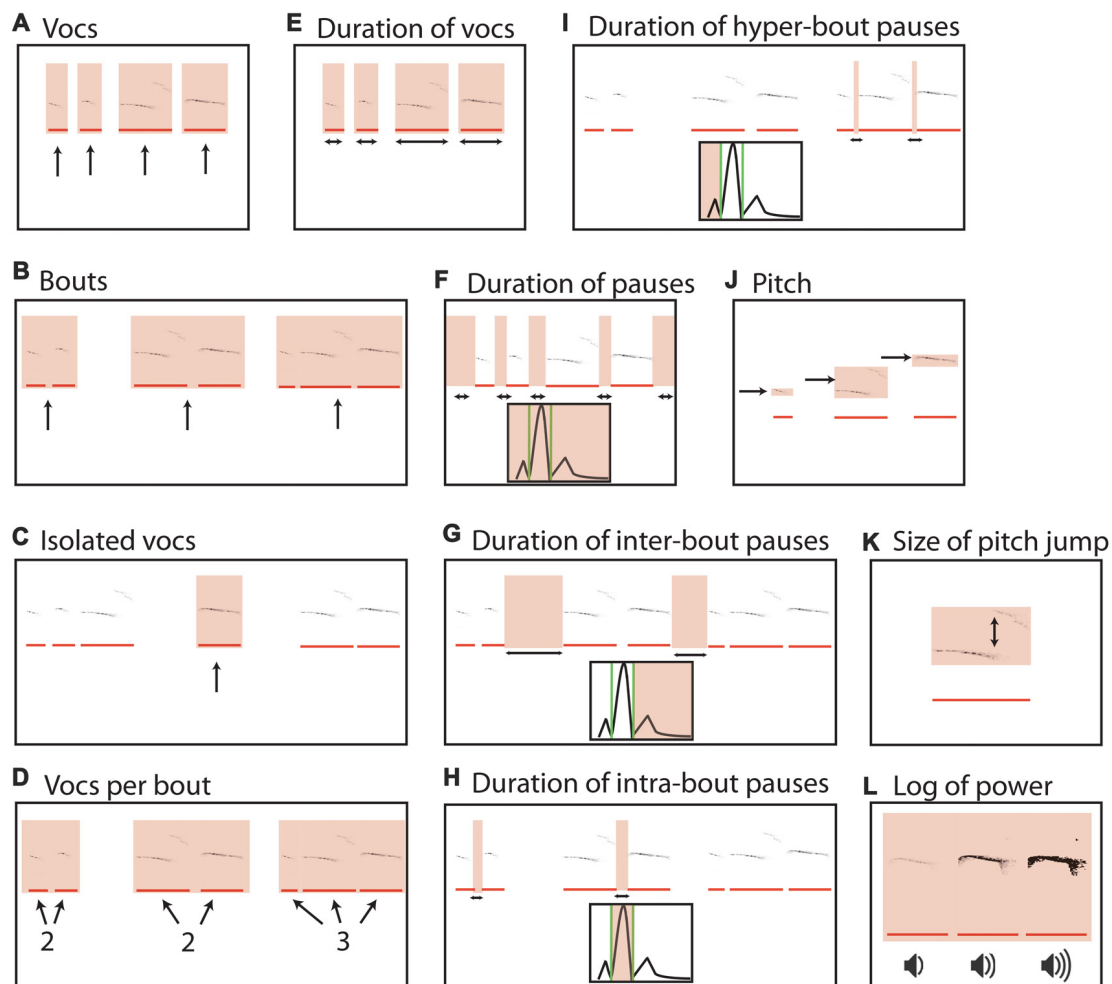 A Vocs
E Duration of vocs
I Duration of hyper-bout pauses
B Bouts
F Duration of pauses
J Pitch
C Isolated vocs
G Duration of inter-bout pauses
K Size of pitch jump
D Vocs per bout
2 2 3
H Duration of intra-bout pauses
L Log of power